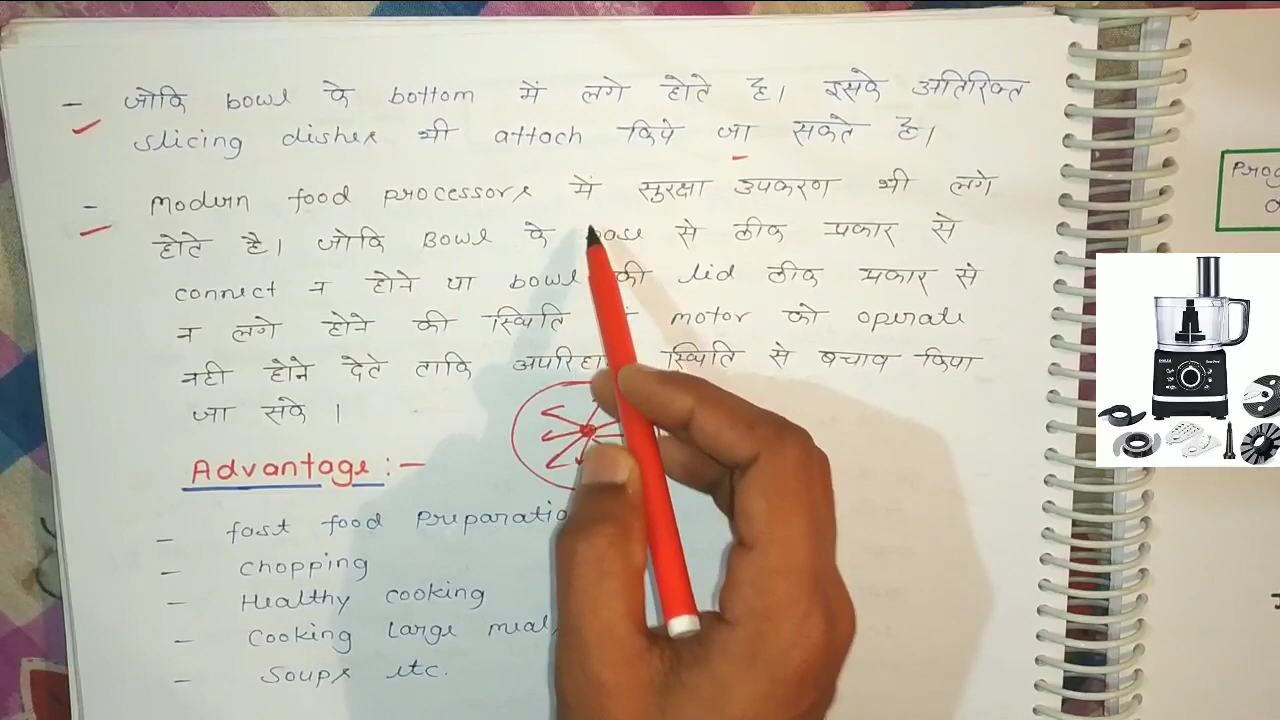 - जोकि bowl के bottom में लगे होते है। इसके अतिरिक्त
slicing dishes भी attach किये जा सकते है।
- Modern food processors में सुरक्षा उपकरण भी लगे
होते है। जोकि Bowl के base से ठीक प्रकार से
connect न होने या bowl की lid ठीक प्रकार से
न लगे होने की स्थिति motor को operate
नही होने देते ताकि स्थिति से बचाव किया
जा सके।
Advantage :-
- fast food Preparatio
- Chopping
- Healthy cooking
- Cooking Large meal,
- Soups etc.